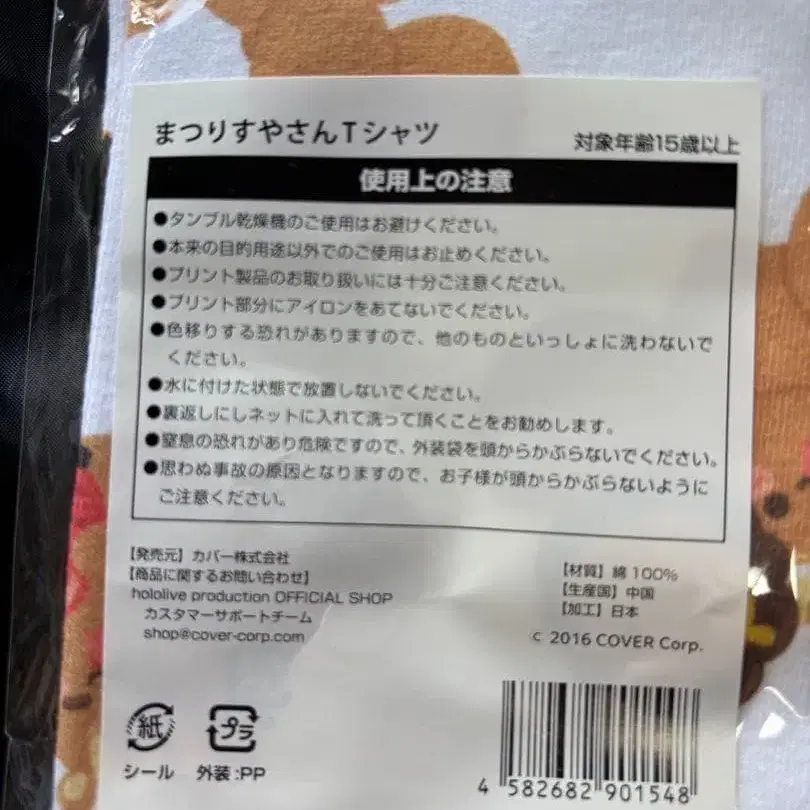 まつりすやさんTシャツ
対象年齢15歳以上
使用上の注意
●タンブル乾燥機のご使用はお避けください。
●本来の目的用途以外でのご使用はお止めください。
●プリント製品のお取り扱いには十分ご注意ください。
●プリント部分にアイロンをあてないでください。
●色移りする恐れがありますので、他のものといっしょに洗わないで
ください。
●水に付けた状態で放置しないでください。
●裏返しにしネットに入れて洗って頂くことをお勧めします。
●窒息の恐れがあり危険ですので、外装袋を頭からかぶらないでください。
●思わぬ事故の原因となりますので、お子様が頭からかぶらないように
ご注意ください。
【発売元】カバー株式会社
【商品に関するお問い合わせ】
hololive production OFFICIAL SHOP
カスタマーサポートチーム
shop@cover-corp.com
【材質】綿100%
【生産国】中国
【加工】日本
© 2016 COVER Corp.
紙
シール
プラ
外装:PP
4 582682 901548